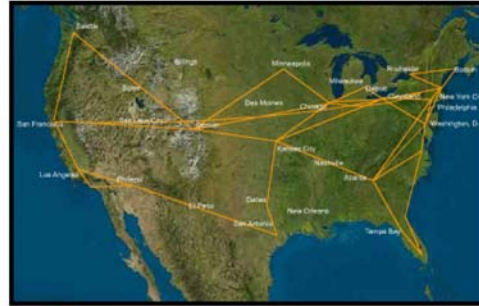 Seattle
Billings
Minneapolis
Milwaukee
Rochester
Boston
Boise
Detroit
Des Moines
Chicago
Cleveland
New York City
Philadelphia
San Francisco
Salt Lake City
Denver
Washington, D
Kansas City
Nashville
Los Angeles
Phoenix
Atlanta
El Paso
Dallas
San Antonio
New Orleans
Tampa Bay